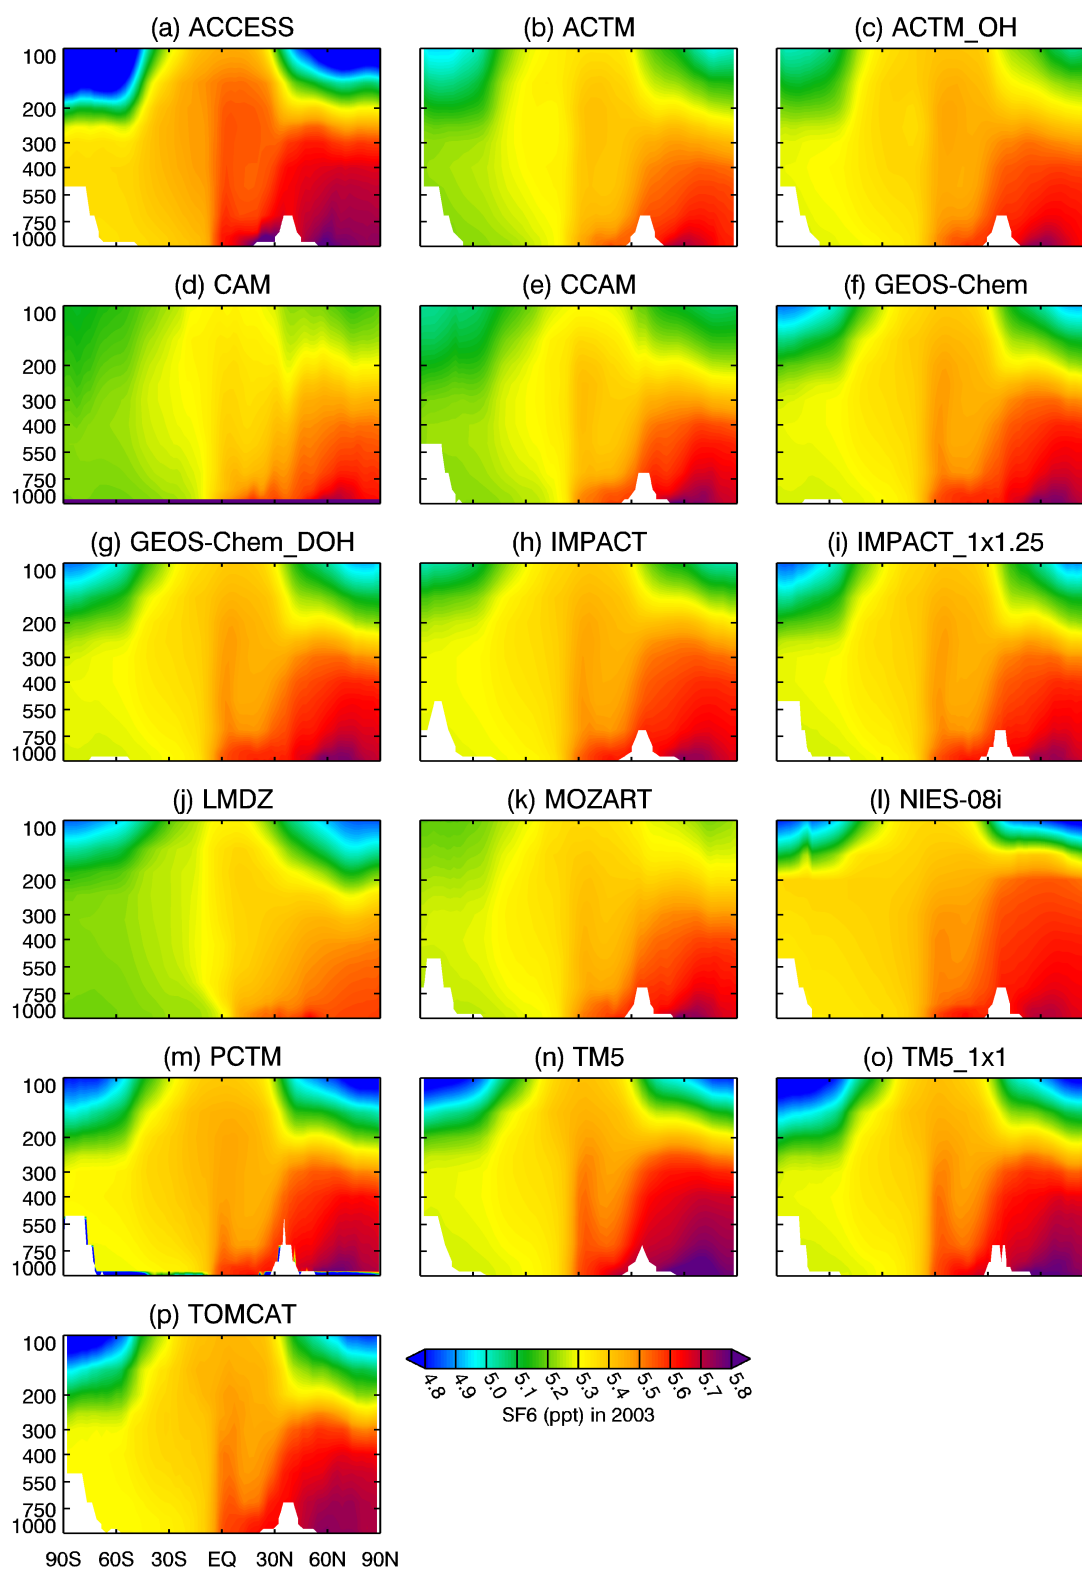 (a) ACCESS
(b) ACTM
(c) ACTM_OH
100
200
300
400
550
750
1000
(d) CAM
(e) CCAM
(f) GEOS-Chem
100
200
300
400
550
750
1000
(g) GEOS-Chem_DOH
(h) IMPACT
(i) IMPACT_1x1.25
100
200
300
400
550
750
1000
(j) LMDZ
(k) MOZART
(l) NIES-08i
100
200
300
400
550
750
1000
(m) PCTM
(n) TM5
(o) TM5_1x1
100
200
300
400
550
750
1000
(p) TOMCAT
100
200
300
400
550
750
1000
90S 60S 30S EQ 30N 60N 90N
4.8 4.9 5.0 5.1 5.2 5.3 5.4 5.5 5.6 5.7 5.8
SF6 (ppt) in 2003